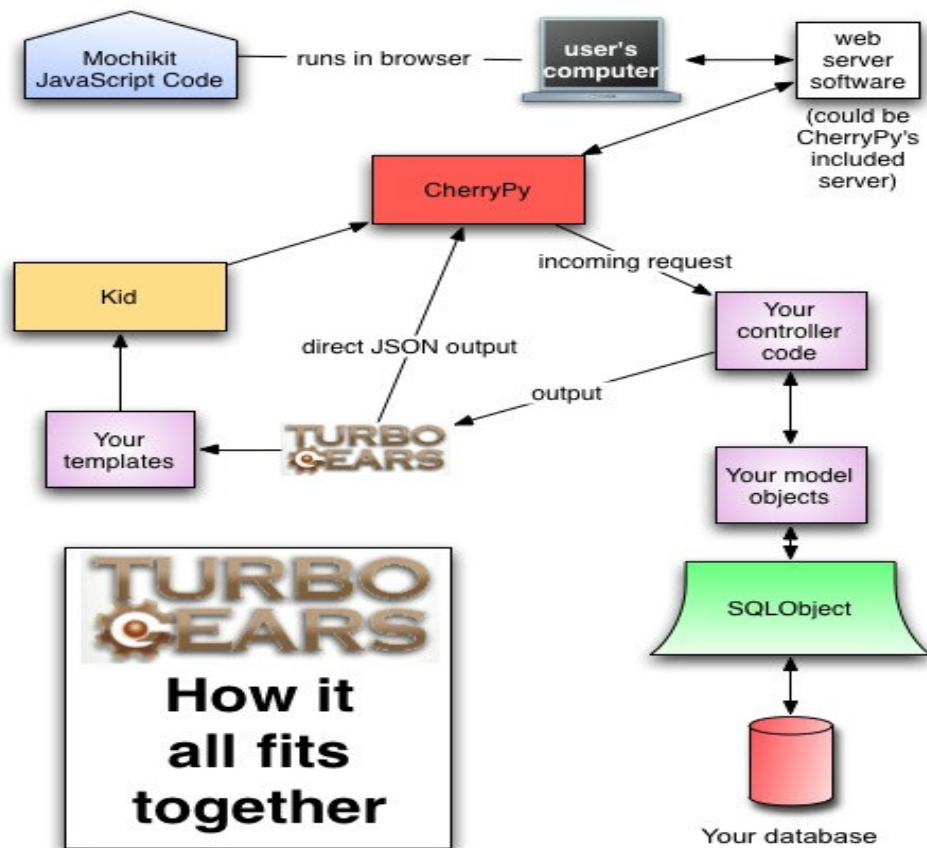 Mochikit
JavaScript Code
runs in browser
user's
computer
web
server
software
(could be
CherryPy's
included
server)
CherryPy
incoming request
Kid
Your
controller
code
direct JSON output
output
Your
templates
TURBO
GEARS
Your model
objects
TURBO
GEARS
How it
all fits
together
SQLObject
Your database